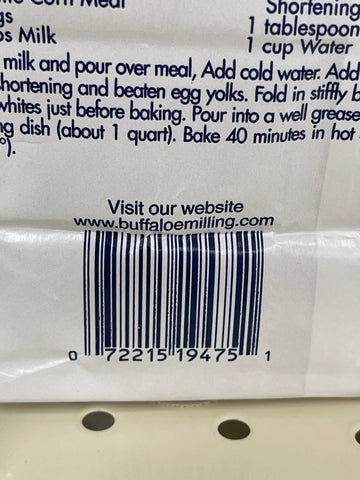 Corn Meal
Shortening
gs
1 tablespoon
s Milk
1 cup Water
milk and pour over meal, Add cold water. Add
hortening and beaten egg yolks. Fold in stiffly b
whites just before baking. Pour into a well grease
ng dish (about 1 quart). Bake 40 minutes in hot
°).
Visit our website
www.buffaloemilling.com
0 72215 19475 1